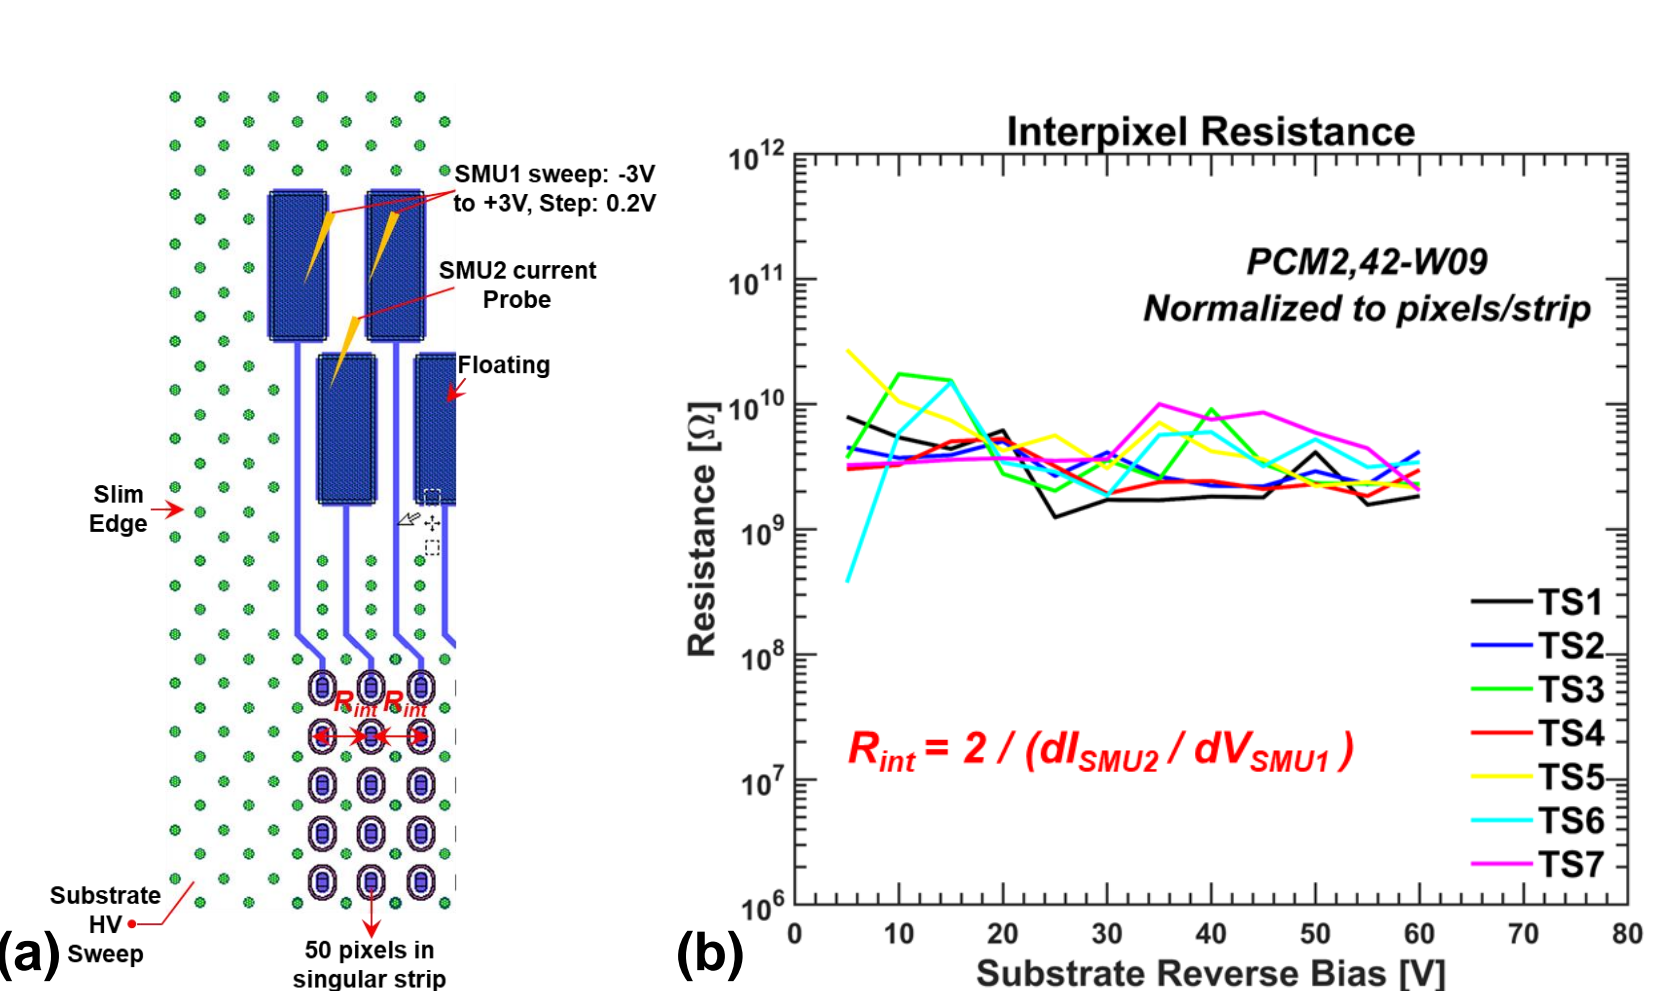 SMU1 sweep: -3V
to +3V, Step: 0.2V
SMU2 current
Probe
Floating
Slim
Edge
R_int R_int
Substrate
HV
Sweep
50 pixels in
singular strip
(a)
Interpixel Resistance
PCM2,42-W09
Normalized to pixels/strip
Resistance [Ω]
10^12
10^11
10^10
10^9
10^8
10^7
10^6
R_int = 2 / (dI_SMU2 / dV_SMU1 )
TS1
TS2
TS3
TS4
TS5
TS6
TS7
0 10 20 30 40 50 60 70 80
Substrate Reverse Bias [V]
(b)